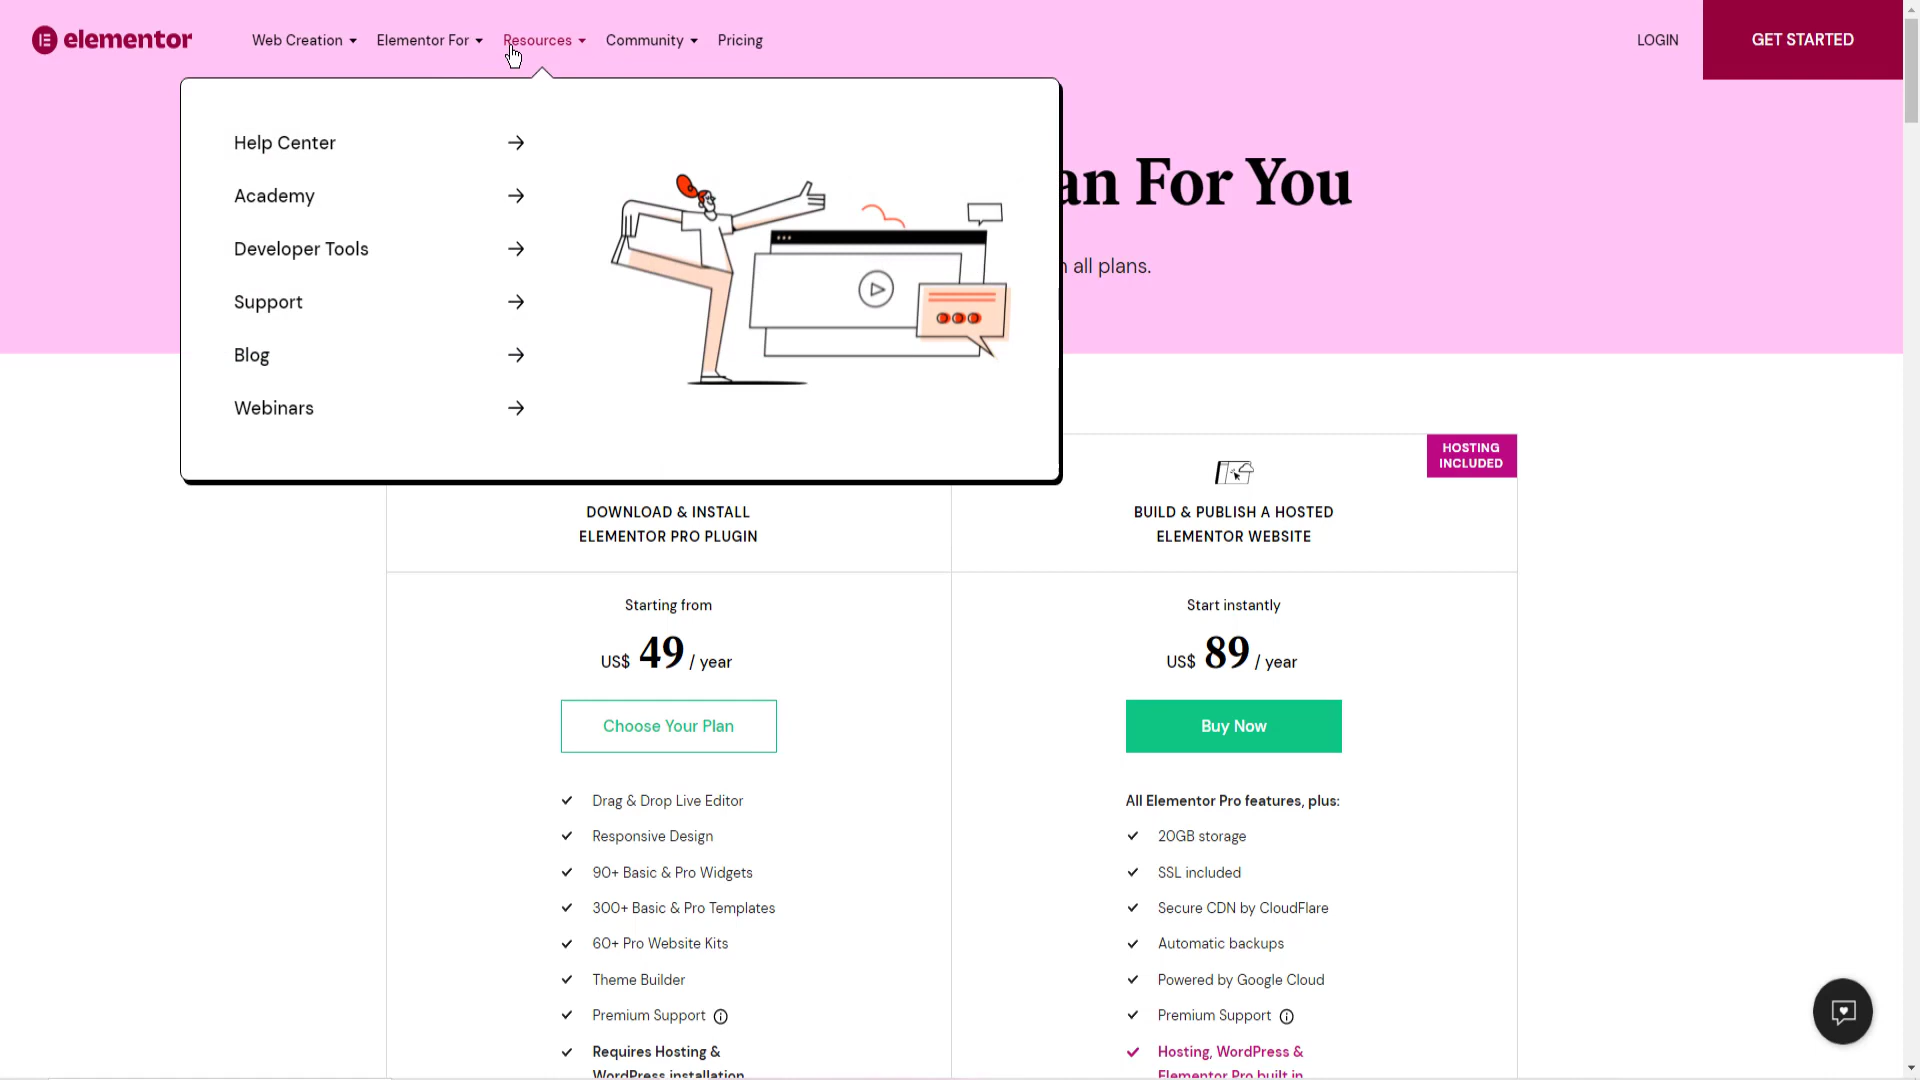 elementor
Web Creation
Elementor For
Resources
Community
Pricing
LOGIN
GET STARTED
Help Center
Academy
Developer Tools
Support
Blog
Webinars
For You
all plans.
HOSTING
INCLUDED
DOWNLOAD & INSTALL
ELEMENTOR PRO PLUGIN
BUILD & PUBLISH A HOSTED
ELEMENTOR WEBSITE
Starting from
US$ 49 / year
Choose Your Plan
Start instantly
US$ 89 / year
Buy Now
Drag & Drop Live Editor
Responsive Design
90+ Basic & Pro Widgets
300+ Basic & Pro Templates
60+ Pro Website Kits
Theme Builder
Premium Support
Requires Hosting &
WordPress installation
All Elementor Pro features, plus:
20GB storage
SSL included
Secure CDN by CloudFlare
Automatic backups
Powered by Google Cloud
Premium Support
Hosting, WordPress &
Elementor Pro built in